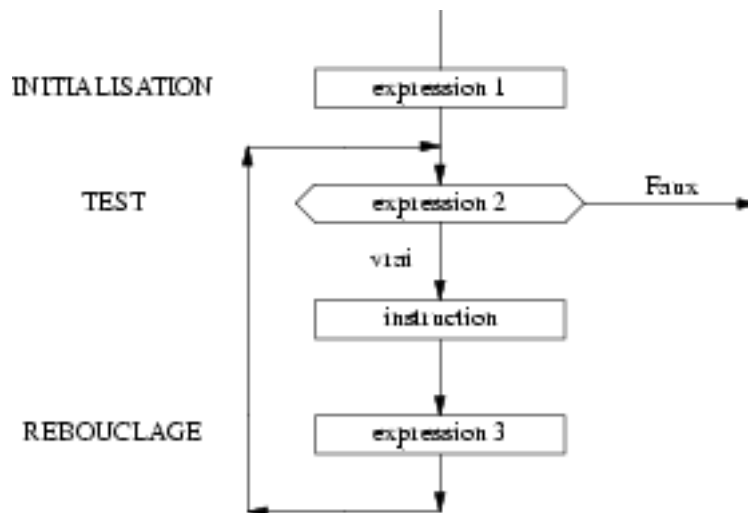 INITIALISATION
expression 1
TEST
expression 2
Faux
vrai
instruction
REBOUCLAGE
expression 3